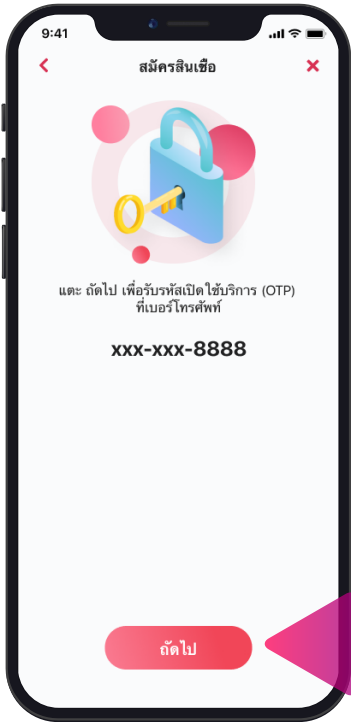 9:41
สมัครสินเชื่อ
แตะ ถัดไป เพื่อรับรหัสเปิดใช้บริการ (OTP)
ที่เบอร์โทรศัพท์
xxx-xxx-8888
ถัดไป